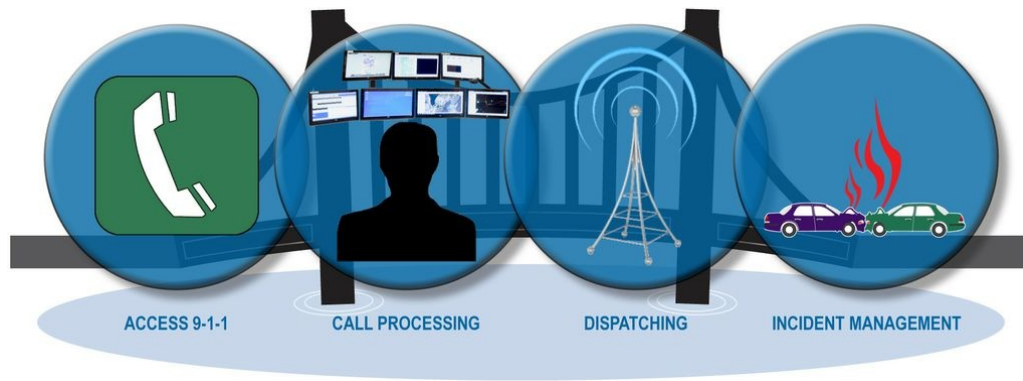 ACCESS 9-1-1
CALL PROCESSING
DISPATCHING
INCIDENT MANAGEMENT